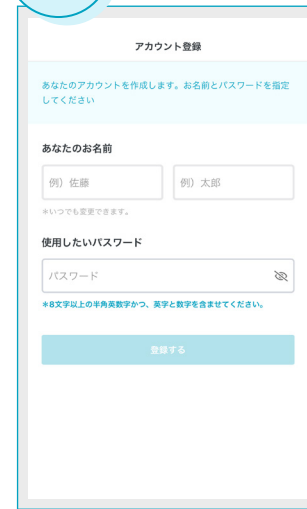 アカウント登録
あなたのアカウントを作成します。お名前とパスワードを指定
してください
あなたのお名前
例）佐藤 例）太郎
*いつでも変更できます。
使用したいパスワード
パスワード
*8文字以上の半角英数字かつ、英字と数字を含ませてください。
登録する